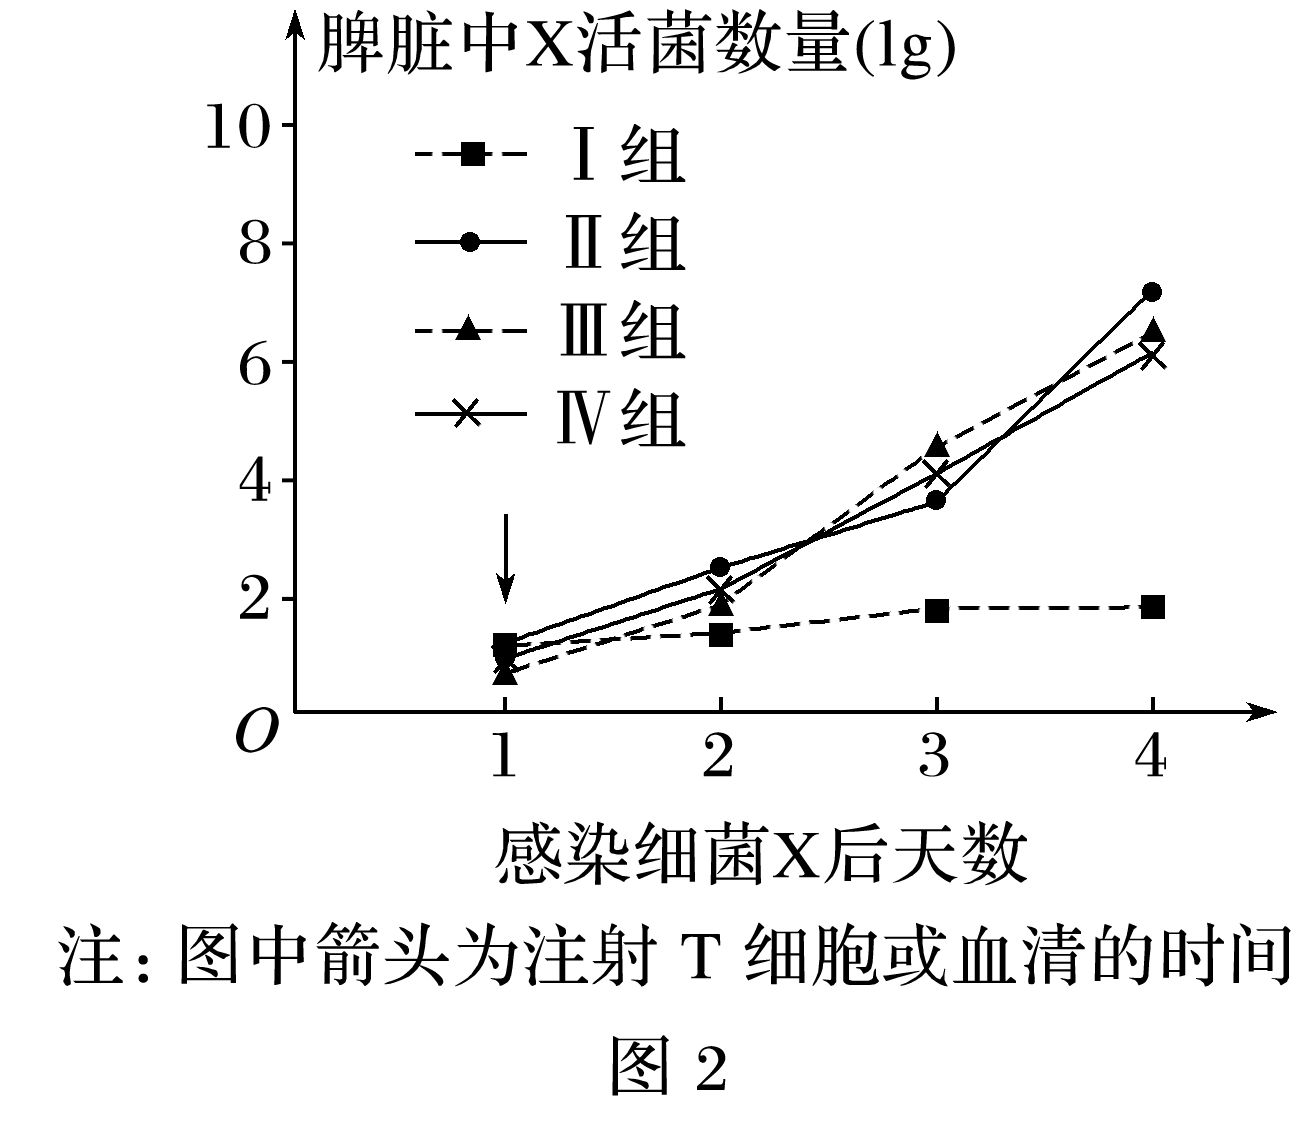 脾脏中X活菌数量(lg)
10
8
6
4
2
O
Ⅰ组
Ⅱ组
Ⅲ组
Ⅳ组
1 2 3 4
感染细菌X后天数
注：图中箭头为注射 T 细胞或血清的时间
图 2